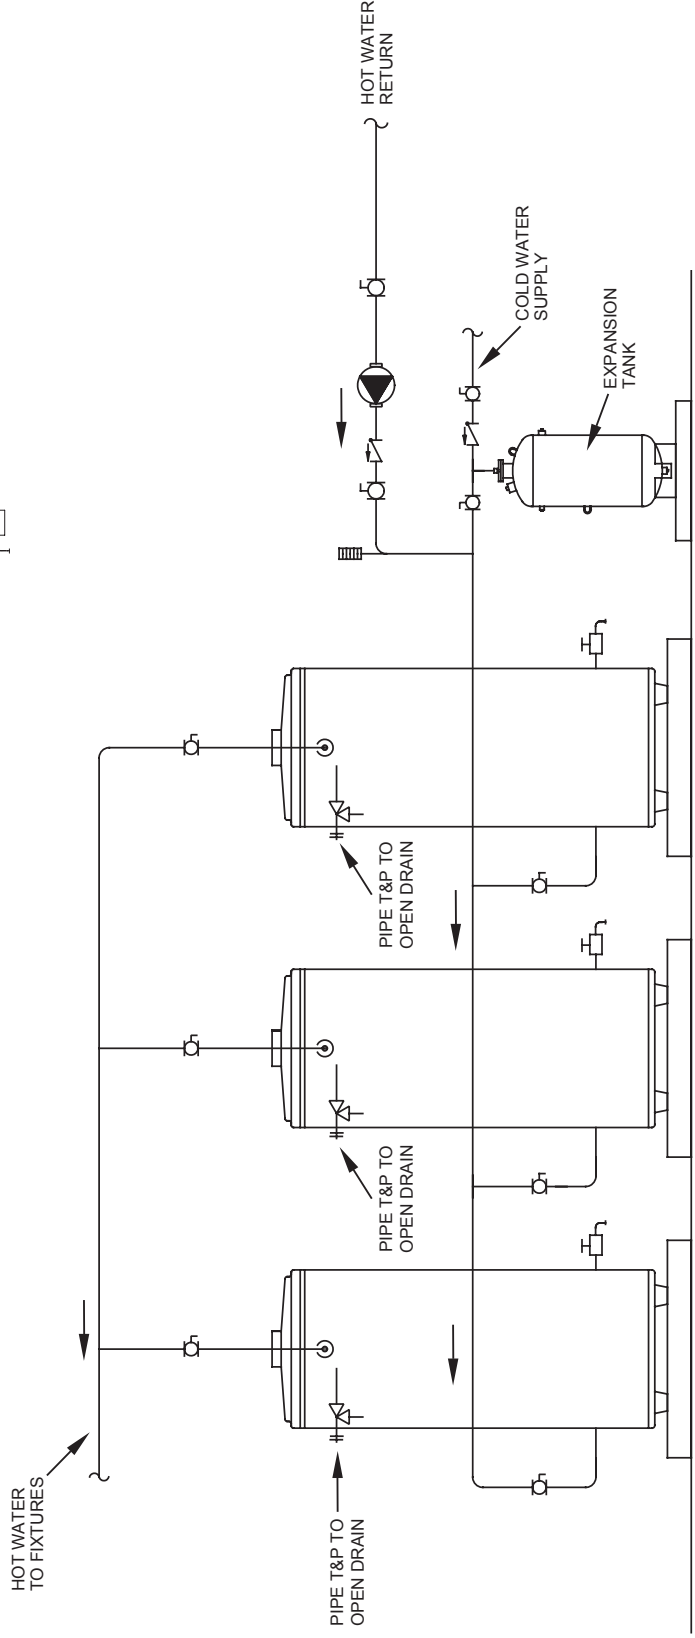 HOT WATER
TO FIXTURES
PIPE T&P TO
OPEN DRAIN
PIPE T&P TO
OPEN DRAIN
PIPE T&P TO
OPEN DRAIN
HOT WATER
RETURN
COLD WATER
SUPPLY
EXPANSION
TANK